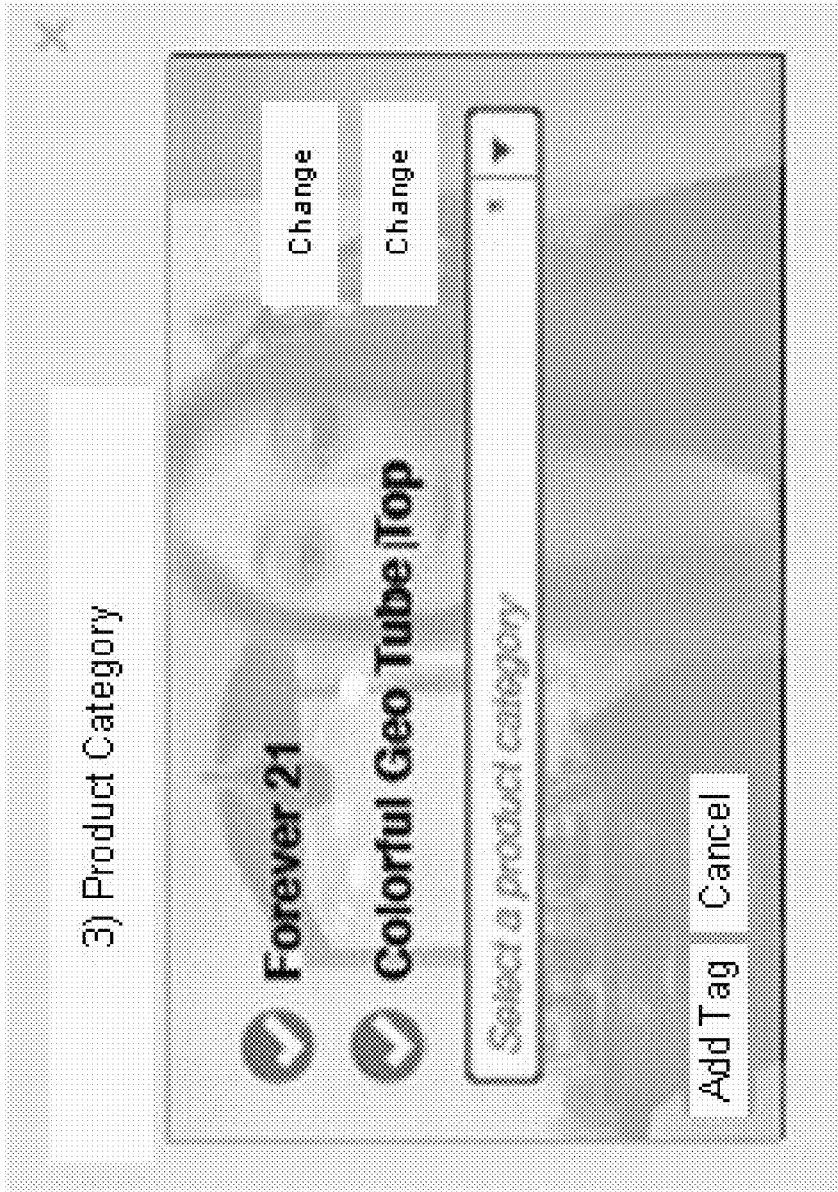 3) Product Category
Forever 21
Change
Colorful Geo Tube Top
Change
Select a product category *
Add Tag
Cancel